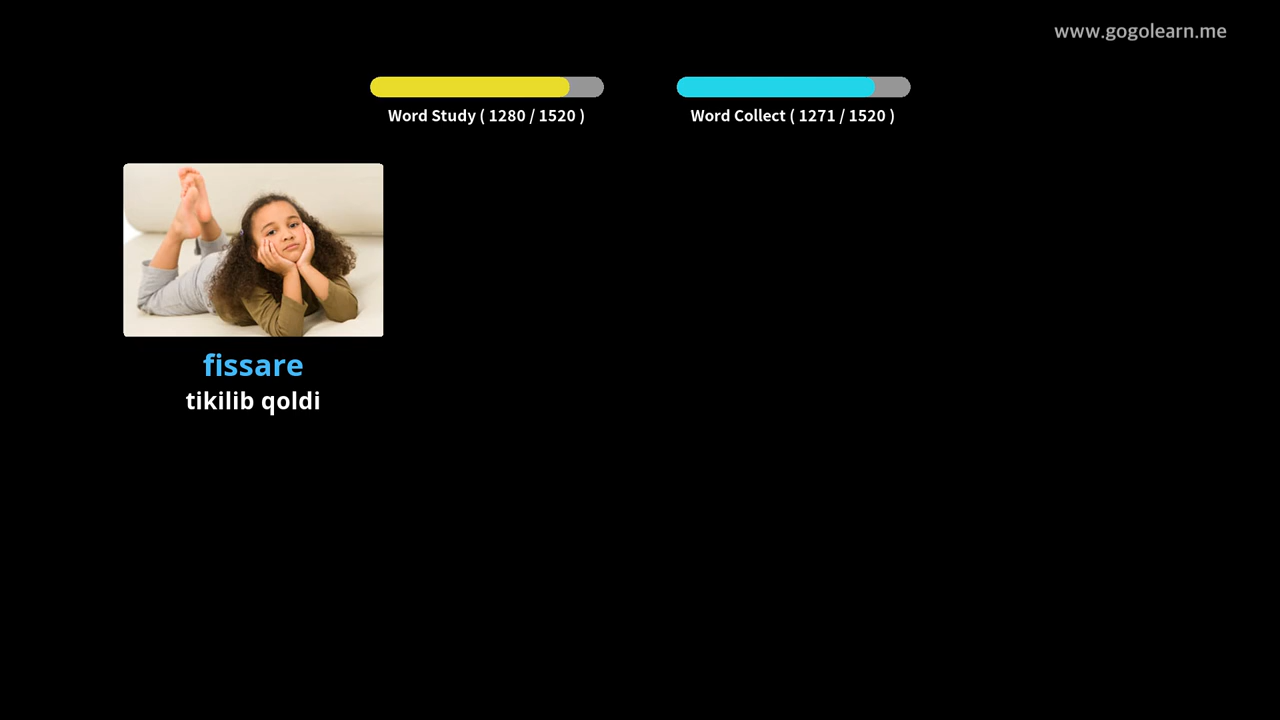 www.gogolearn.me
Word Study ( 1280 / 1520 )
Word Collect ( 1271 / 1520 )
fissare
tikilib qoldi